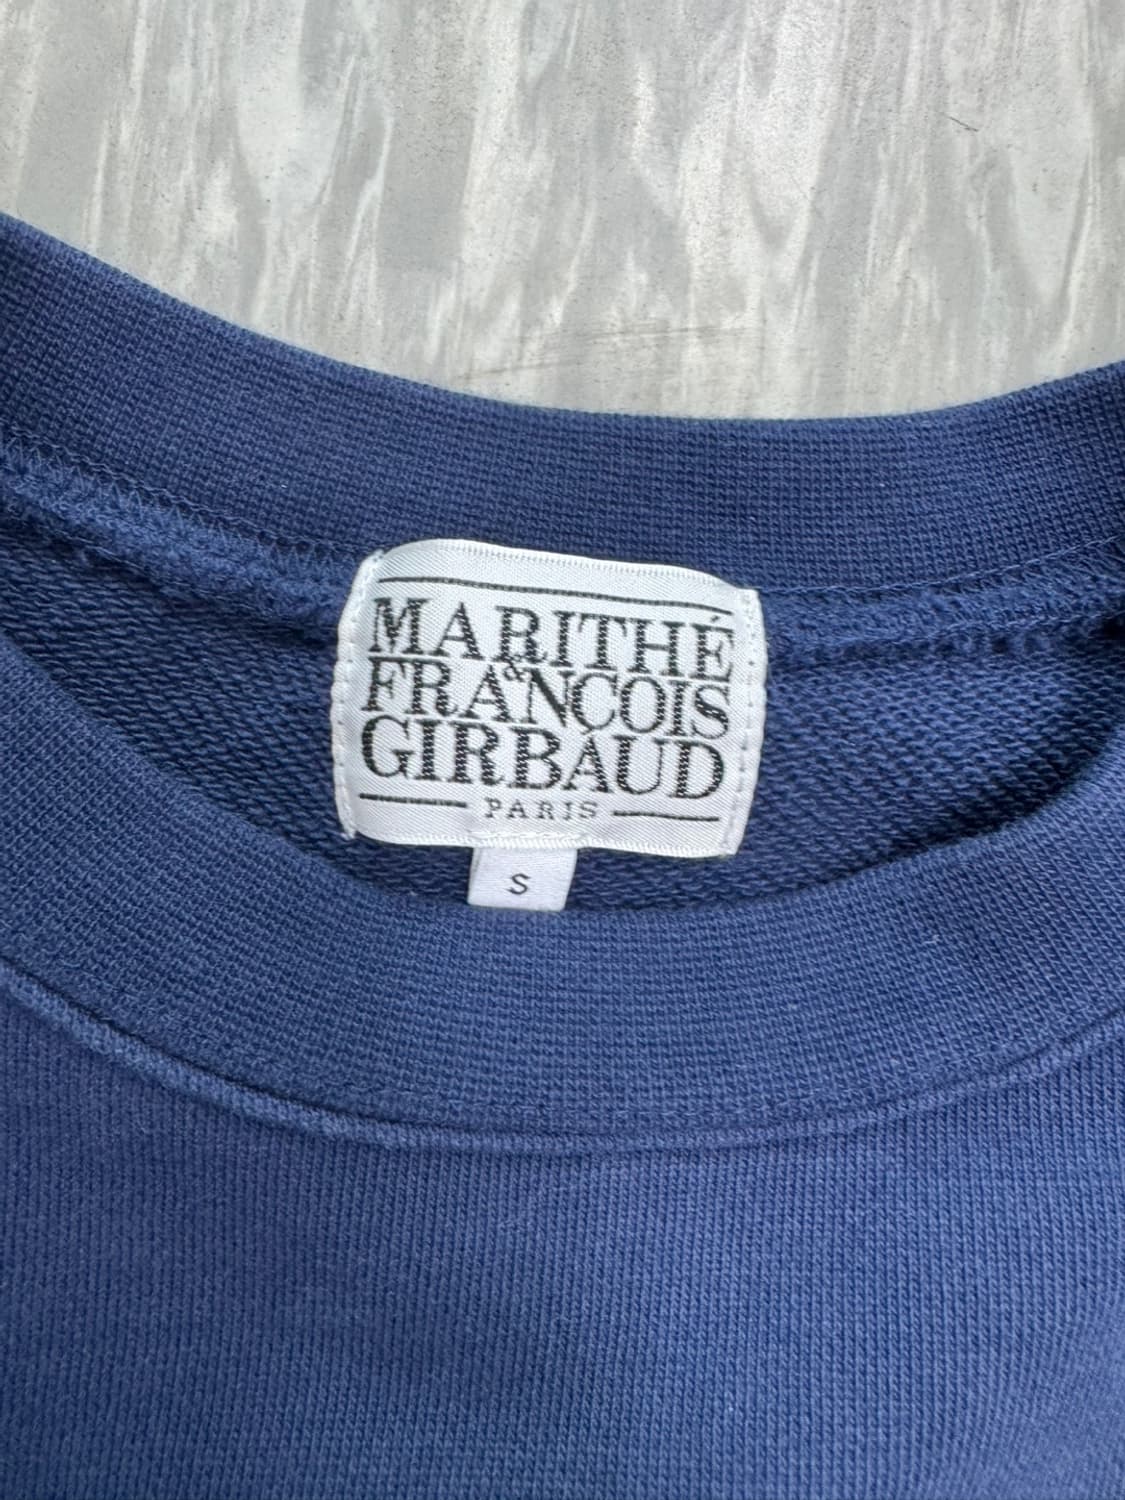 MARITHÉ
&
FRANÇOIS
GIRBAUD
PARIS
S